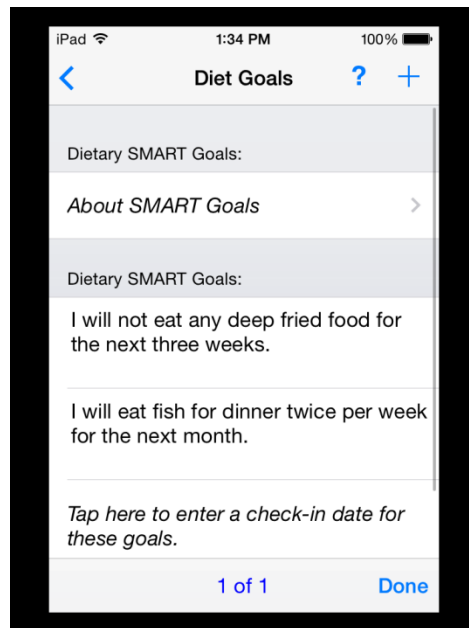 iPad 1:34 PM 100%
Diet Goals ? +
Dietary SMART Goals:
About SMART Goals
Dietary SMART Goals:
I will not eat any deep fried food for
the next three weeks.
I will eat fish for dinner twice per week
for the next month.
Tap here to enter a check-in date for
these goals.
1 of 1 Done